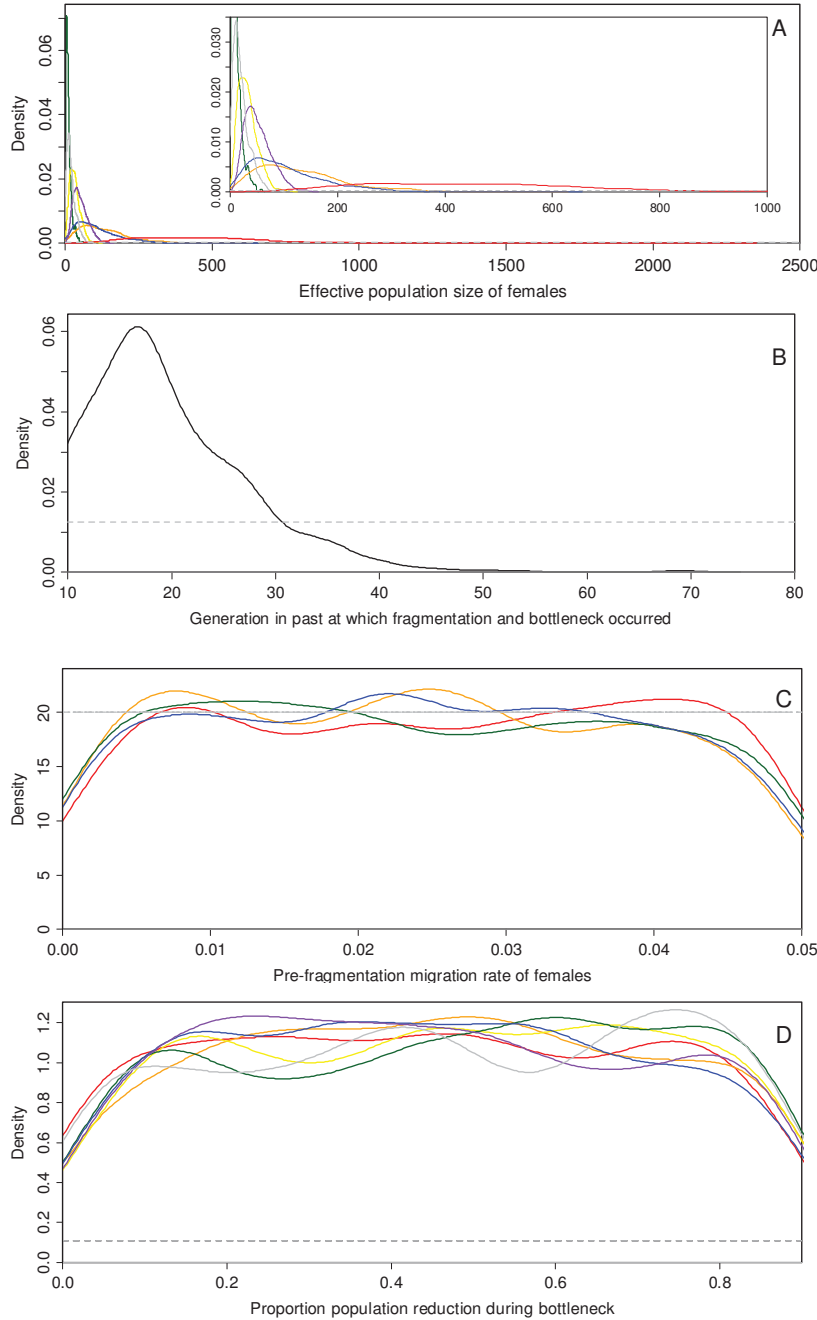 A
Density
0.00 0.02 0.04 0.06
0.000 0.010 0.020 0.030
0 200 400 600 800 1000
0 500 1000 1500 2000 2500
Effective population size of females
B
Density
0.00 0.02 0.04 0.06
10 20 30 40 50 60 70 80
Generation in past at which fragmentation and bottleneck occurred
C
Density
0 5 10 15 20
0.00 0.01 0.02 0.03 0.04 0.05
Pre-fragmentation migration rate of females
D
Density
0.0 0.2 0.4 0.6 0.8 1.0 1.2
0.0 0.2 0.4 0.6 0.8
Proportion population reduction during bottleneck